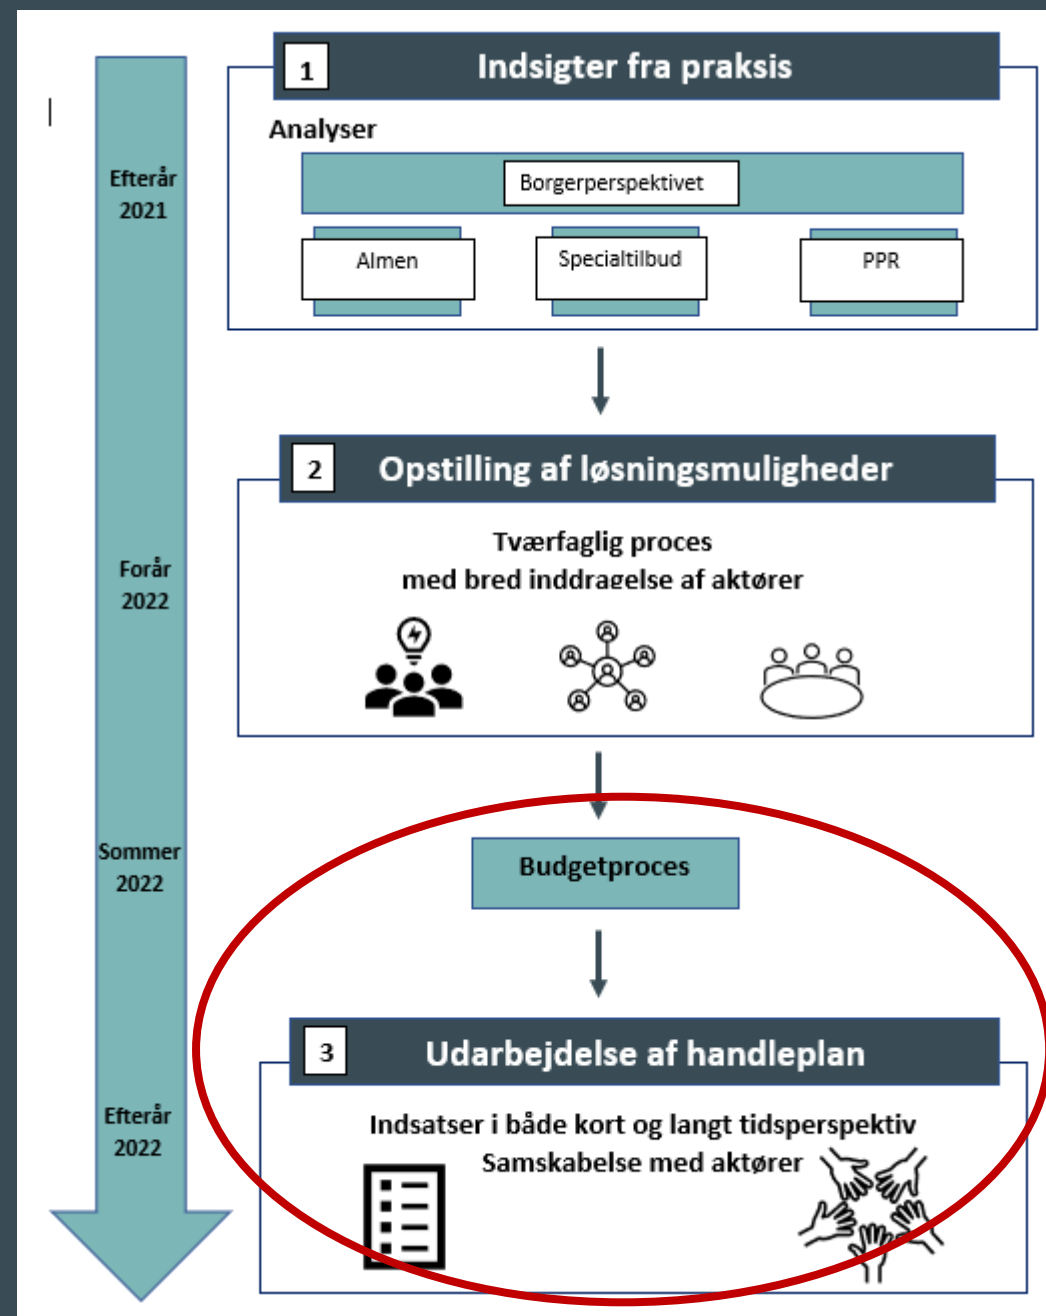 1
Indsigter fra praksis
Analyser
Borgerperspektivet
Almen
Specialtilbud
PPR
Efterår
2021
2
Opstilling af løsningsmuligheder
Tværfaglig proces
med bred inddragelse af aktører
Forår
2022
Sommer
2022
Budgetproces
3
Udarbejdelse af handleplan
Indsatser i både kort og langt tidsperspektiv
Samskabelse med aktører
Efterår
2022